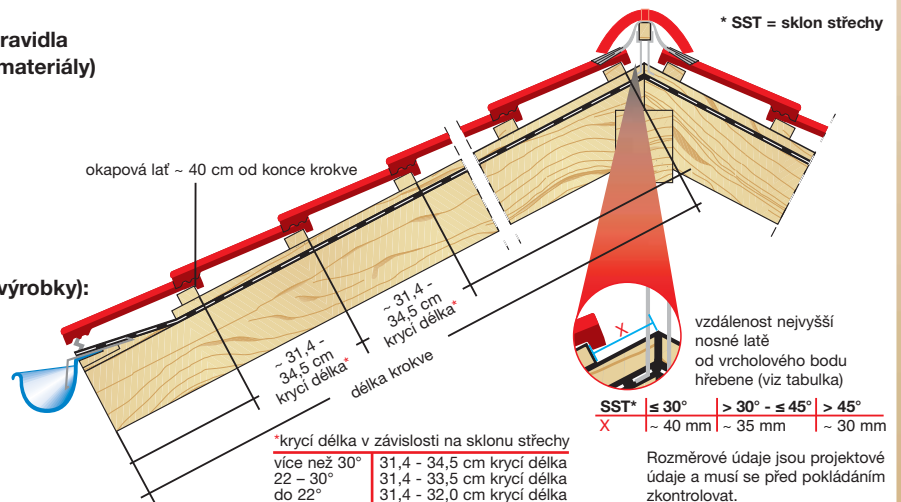 * SST = sklon střechy
ravidla
materiály)
okapová lať ~ 40 cm od konce krokve
výrobky):
~ 31,4 -
34,5 cm
krycí délka*
~ 31,4 -
34,5 cm
krycí délka*
délka krokve
X
vzdálenost nejvyšší
nosné latě
od vrcholového bodu
hřebene (viz tabulka)
SST* ≤ 30° > 30° - ≤ 45° > 45°
X ~ 40 mm ~ 35 mm ~ 30 mm
*krycí délka v závislosti na sklonu střechy
více než 30° 31,4 - 34,5 cm krycí délka
22 – 30° 31,4 - 33,5 cm krycí délka
do 22° 31,4 - 32,0 cm krycí délka
Rozměrové údaje jsou projektové
údaje a musí se před pokládáním
zkontrolovat.